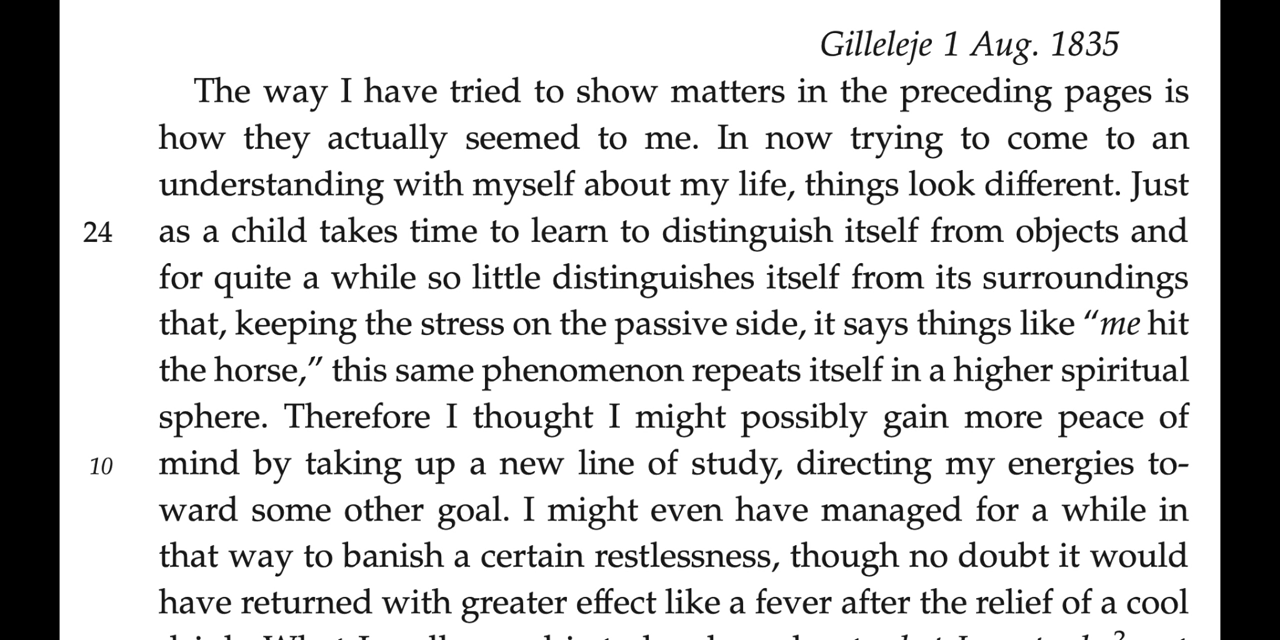 Gilleleje 1 Aug. 1835
The way I have tried to show matters in the preceding pages is
how they actually seemed to me. In now trying to come to an
understanding with myself about my life, things look different. Just
24 as a child takes time to learn to distinguish itself from objects and
for quite a while so little distinguishes itself from its surroundings
that, keeping the stress on the passive side, it says things like “me hit
the horse,” this same phenomenon repeats itself in a higher spiritual
sphere. Therefore I thought I might possibly gain more peace of
10 mind by taking up a new line of study, directing my energies to-
ward some other goal. I might even have managed for a while in
that way to banish a certain restlessness, though no doubt it would
have returned with greater effect like a fever after the relief of a cool